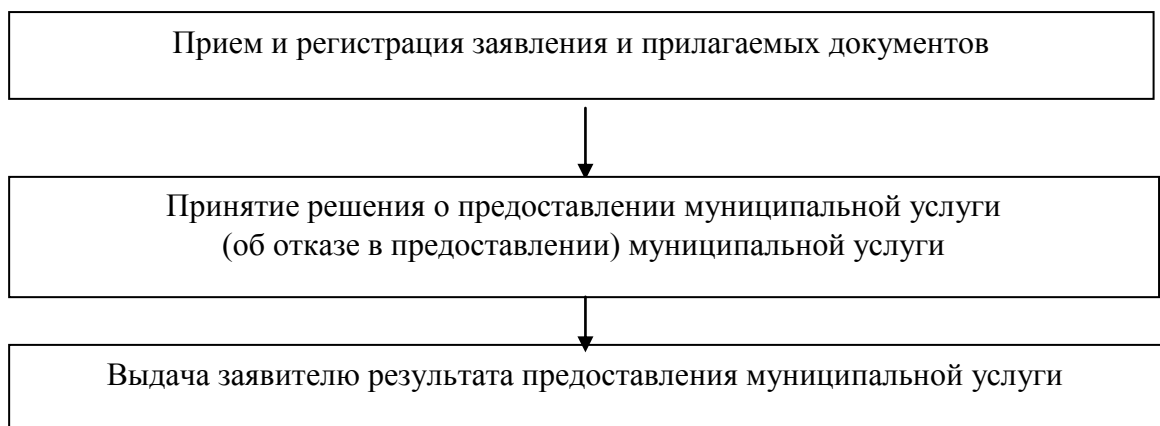 Прием и регистрация заявления и прилагаемых документов
Принятие решения о предоставлении муниципальной услуги
(об отказе в предоставлении) муниципальной услуги
Выдача заявителю результата предоставления муниципальной услуги